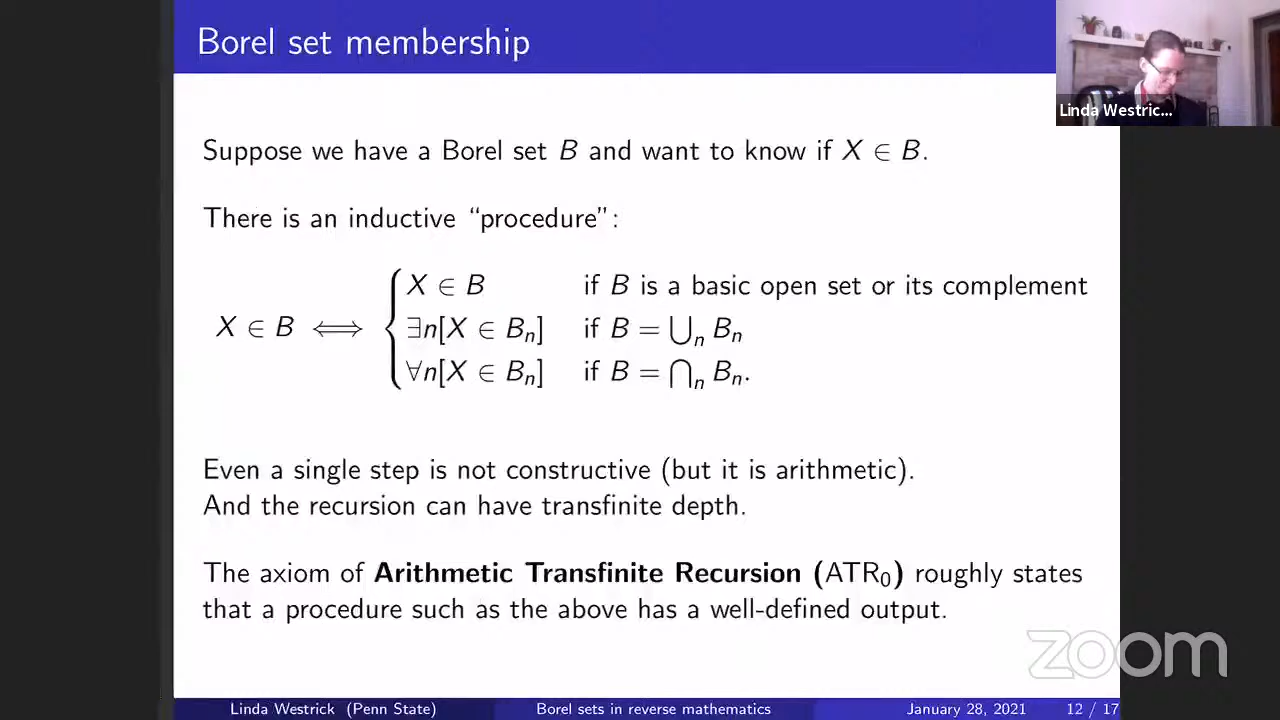 Borel set membership
Linda Westric...
Suppose we have a Borel set B and want to know if X ∈ B.
There is an inductive “procedure”:
X ∈ B ⟺ { X ∈ B if B is a basic open set or its complement
∃n[X ∈ Bₙ] if B = ⋃ₙ Bₙ
∀n[X ∈ Bₙ] if B = ⋂ₙ Bₙ.
Even a single step is not constructive (but it is arithmetic).
And the recursion can have transfinite depth.
The axiom of Arithmetic Transfinite Recursion (ATR₀) roughly states
that a procedure such as the above has a well-defined output.
zoom
Linda Westrick (Penn State) Borel sets in reverse mathematics January 28, 2021 12 / 17